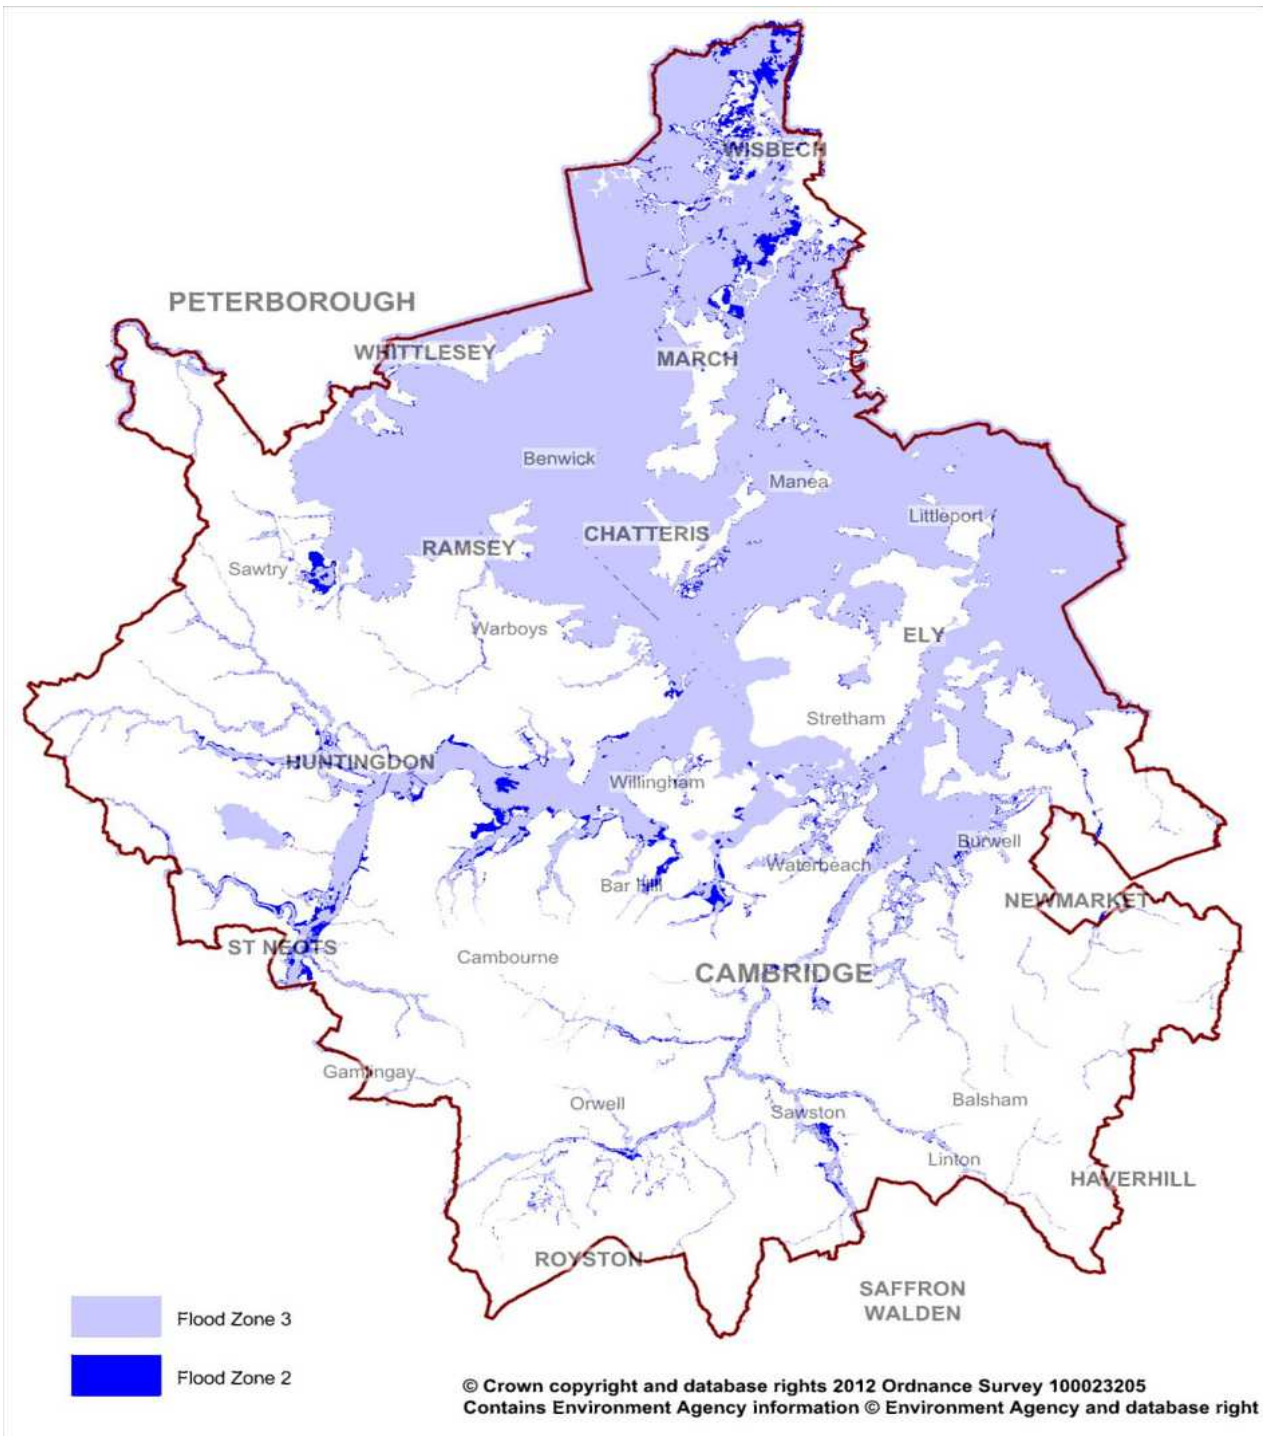 WISBECH
PETERBOROUGH
WHITTLESEY
MARCH
Benwick
Manea
Littleport
CHATTERIS
RAMSEY
Sawtry
Warboys
ELY
Stretham
HUNTINGDON
Willingham
Burwell
Waterbeach
Bar Hill
NEWMARKET
ST NEOTS
Cambourne
CAMBRIDGE
Gamlingay
Orwell
Sawston
Balsham
Linton
HAVERHILL
ROYSTON
SAFFRON
WALDEN
Flood Zone 3
Flood Zone 2
© Crown copyright and database rights 2012 Ordnance Survey 100023205
Contains Environment Agency information © Environment Agency and database right